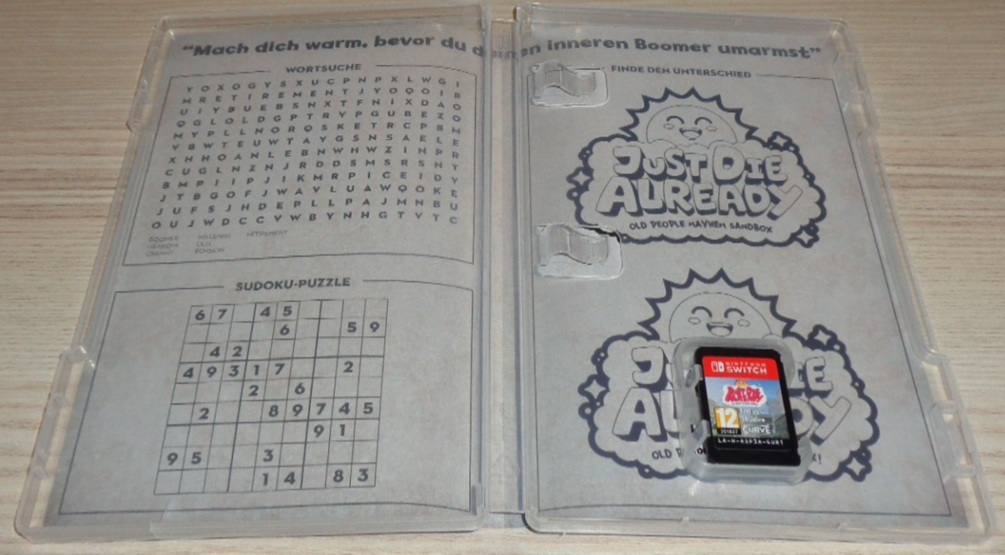 “Mach dich warm, bevor du deinen inneren Boomer umarmst”
WORTSUCHE
Y O X O G Y S X U C P N P X L W G I
M R E T I R E M E N T J Y O Q O I B
U I Y B U E B S N X T F N I X D A O
Q G L O L D G P T R Y P G U B E Z O
M Y P L L N O R Q S K E T R C P B M
V B W T E U W T A Y G S N S A E L E
X H H O A N L E B N W H W Z I N P R
C U G L N Z N J R D D S M S R S N T
B M P I I P J I K M R P I C E I D V
J T B G O F J W A V L U A W Q O K E
J U F S J H D E P L L P A J M N B U
O U J W D C C V W B Y N H G T V T C
SUDOKU-PUZZLE
6 7 4 5
6 5 9
4 2
4 9 3 1 7 2
2 6
2 8 9 7 4 5
9 1
9 5 3
1 4 8 3
FINDE DEN UNTERSCHIED
JUST DIE
ALREADY
OLD PEOPLE MAYHEM SANDBOX
NINTENDO
SWITCH
12
CURVE